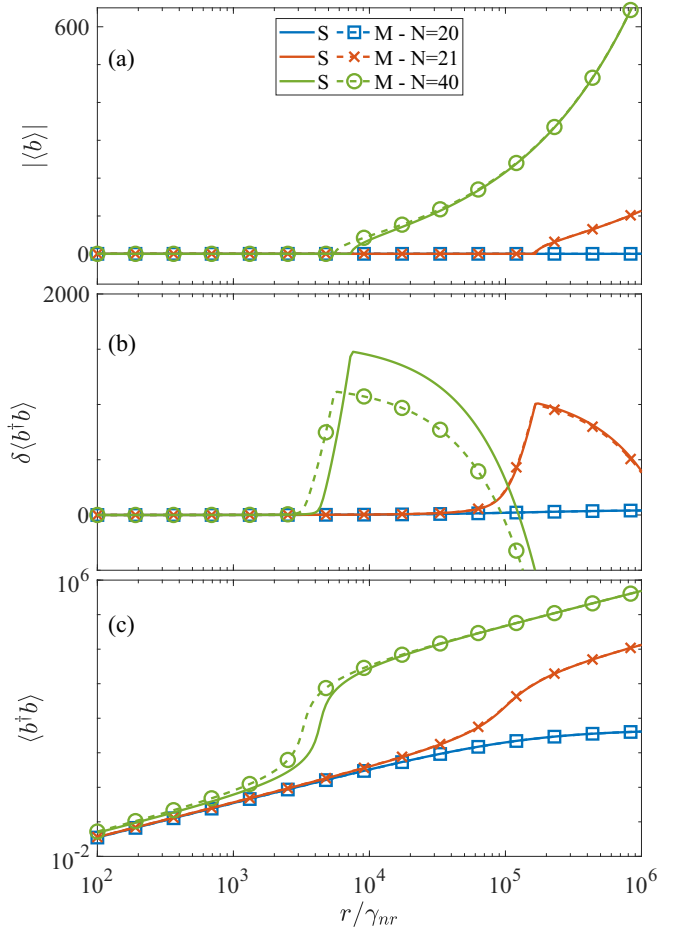 600
(a)
S M - N=20
S M - N=21
S M - N=40
|⟨b⟩|
0
2000
(b)
δ⟨b†b⟩
0
10^6
(c)
⟨b†b⟩
10^-2
10^2 10^3 10^4 10^5 10^6
r/γ_nr